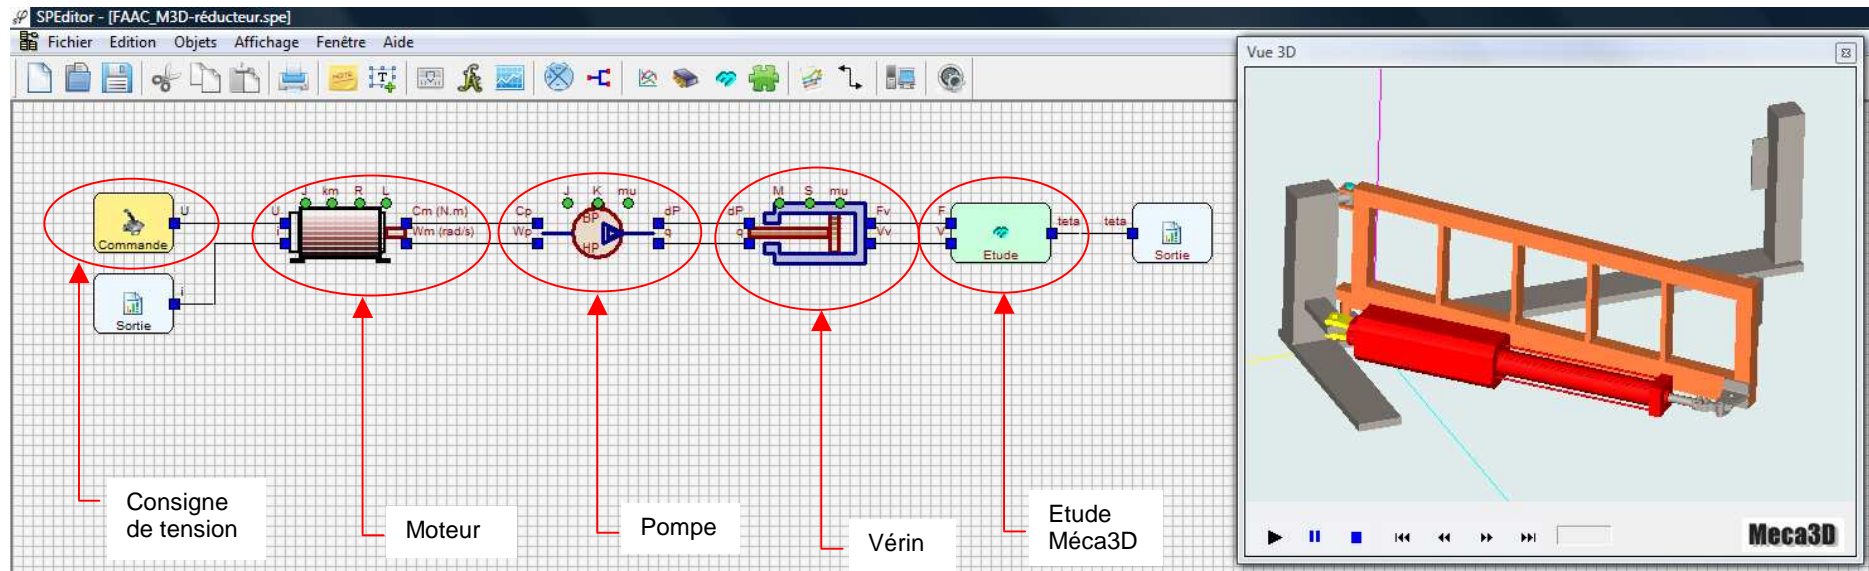 SPEditor - [FAAC_M3D-réducteur.spe]
Fichier Edition Objets Affichage Fenêtre Aide
NOTE
T
Vue 3D
J km R L
J K mu
M S mu
Commande
U
U
i
Cm (N.m)
Wm (rad/s)
Cp
Wp
BP
HP
dP
q
dP
q
Fv
Vv
F
V
Etude
teta
teta
Sortie
i
Sortie
Consigne
de tension
Moteur
Pompe
Vérin
Etude
Méca3D
Meca3D